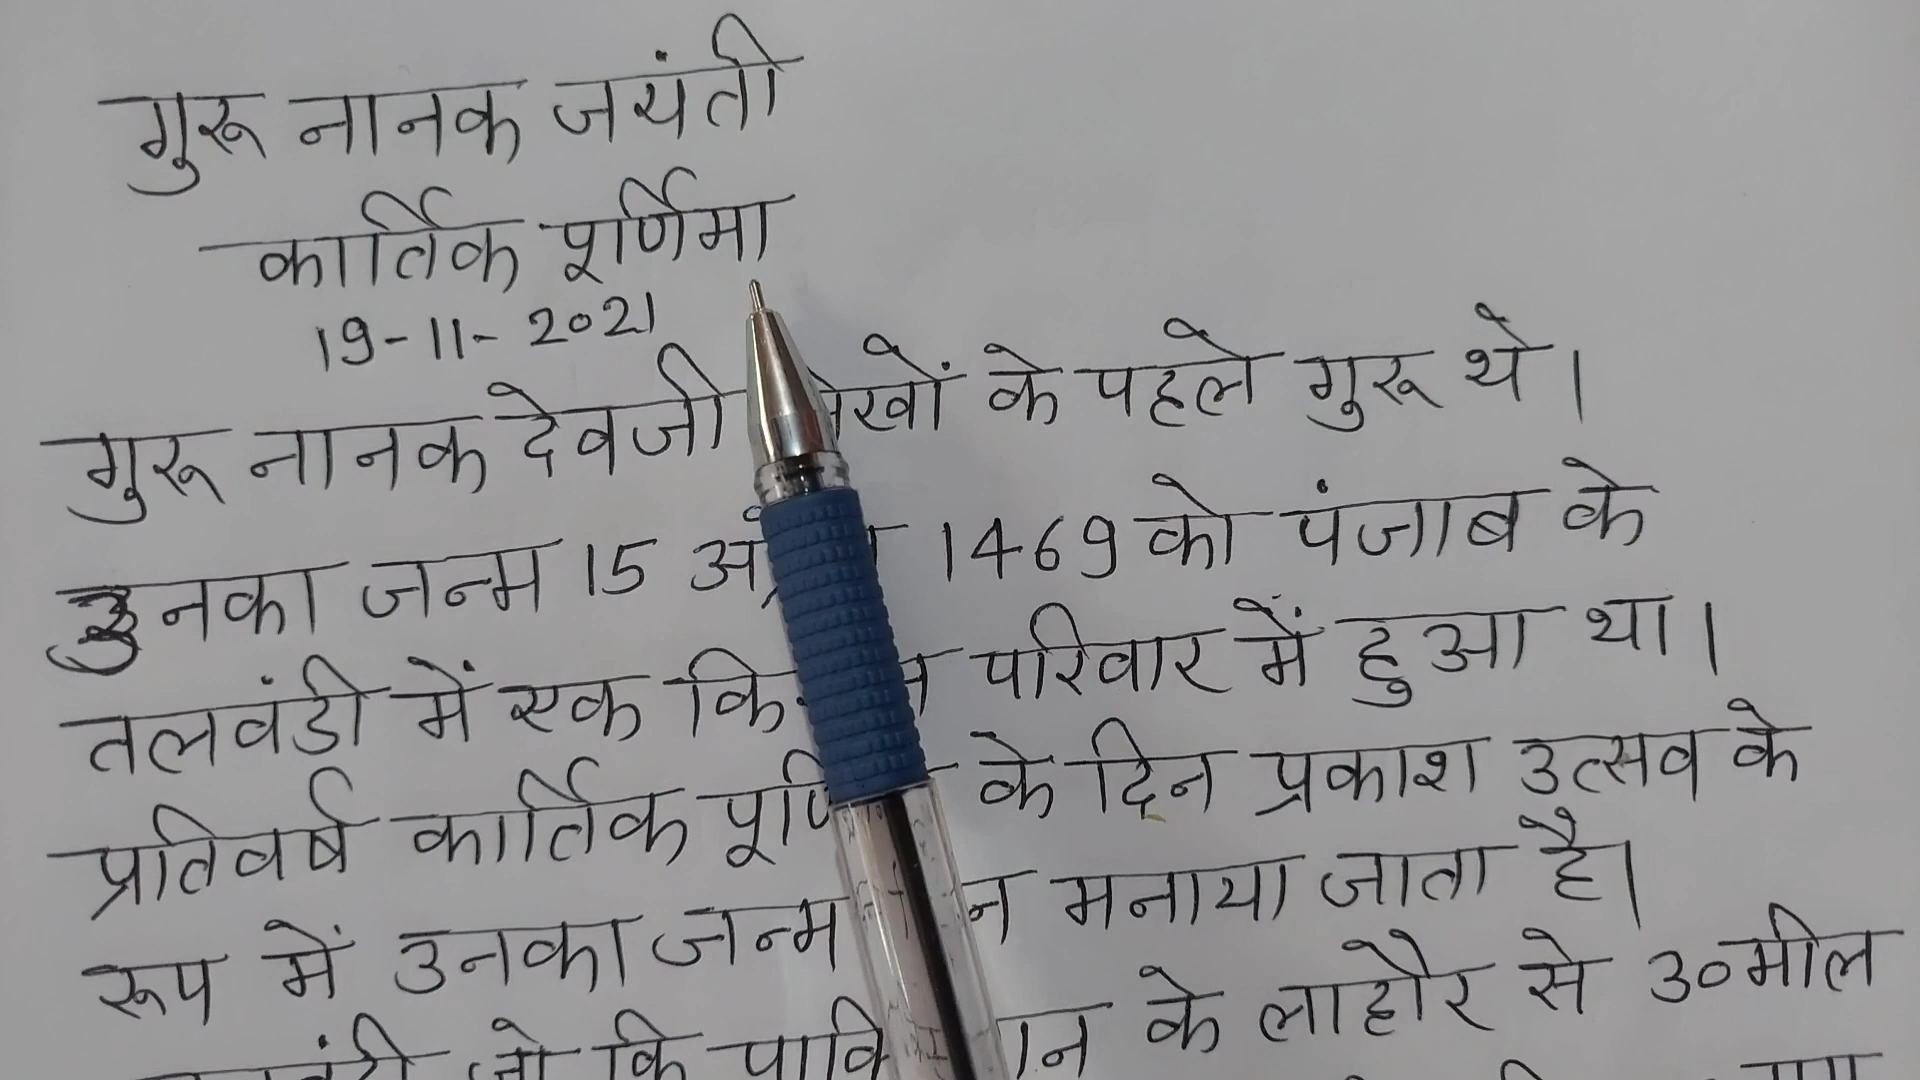 गुरू नानक जयंती
कार्तिक पूर्णिमा
19-11-2021
गुरू नानक देवजी के पहले गुरू थे।
उनका जन्म 15 1469 को पंजाब के
तलवंडी में एक परिवार में हुआ था।
प्रतिवर्ष कार्तिक के दिन प्रकाश उत्सव के
रूप में उनका जन्म मनाया जाता है।
जो कि के लाहौर से 30 मील